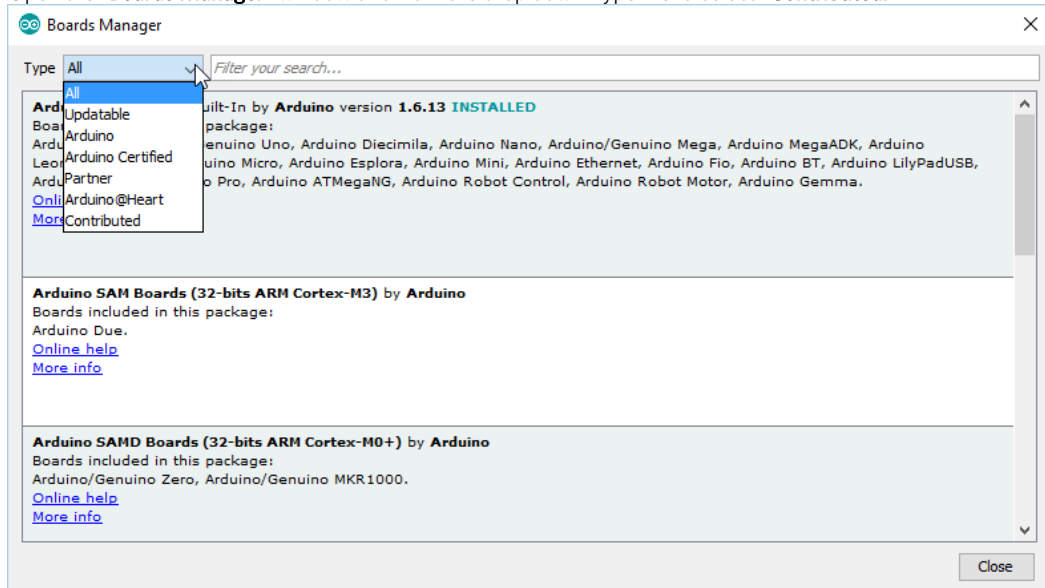 Boards Manager
Type All Filter your search...
All
Updatable
Arduino
Arduino Certified
Partner
Arduino@Heart
Contributed
uilt-In by Arduino version 1.6.13 INSTALLED
package:
enuino Uno, Arduino Diecimila, Arduino Nano, Arduino/Genuino Mega, Arduino MegaADK, Arduino
uino Micro, Arduino Esplora, Arduino Mini, Arduino Ethernet, Arduino Fio, Arduino BT, Arduino LilyPadUSB,
o Pro, Arduino ATMegaNG, Arduino Robot Control, Arduino Robot Motor, Arduino Gemma.
Arduino SAM Boards (32-bits ARM Cortex-M3) by Arduino
Boards included in this package:
Arduino Due.
Online help
More info
Arduino SAMD Boards (32-bits ARM Cortex-M0+) by Arduino
Boards included in this package:
Arduino/Genuino Zero, Arduino/Genuino MKR1000.
Online help
More info
Close